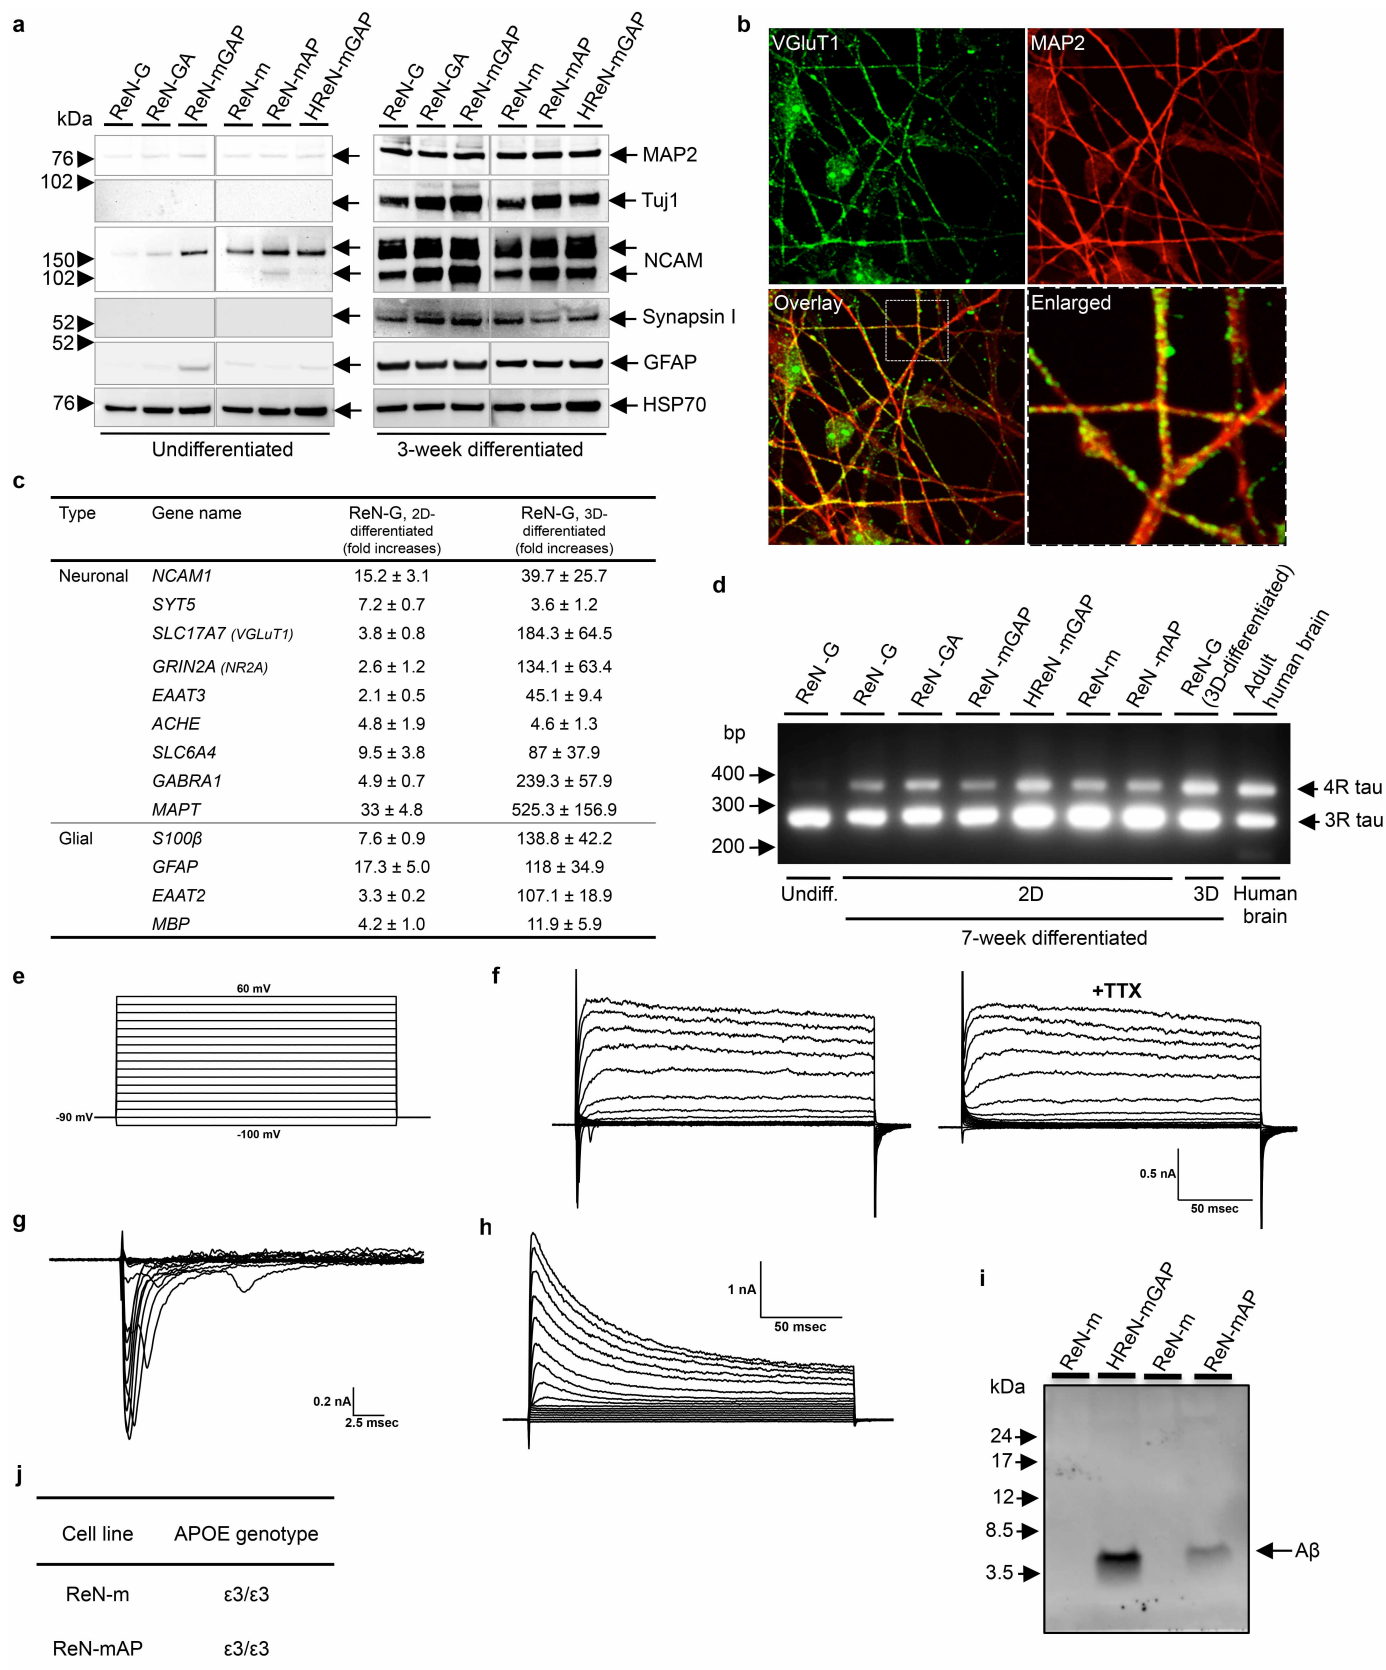 a
ReN-G
ReN-GA
ReN-mGAP
ReN-m
ReN-mAP
HReN-mGAP
ReN-G
ReN-GA
ReN-mGAP
ReN-m
ReN-mAP
HReN-mGAP
kDa
76
102
150
102
52
52
76
MAP2
Tuj1
NCAM
Synapsin I
GFAP
HSP70
Undifferentiated
3-week differentiated
b
VGluT1
MAP2
Overlay
Enlarged
c
Type Gene name ReN-G, 2D-differentiated (fold increases) ReN-G, 3D-differentiated (fold increases)
Neuronal NCAM1 15.2 ± 3.1 39.7 ± 25.7
SYT5 7.2 ± 0.7 3.6 ± 1.2
SLC17A7 (VGLuT1) 3.8 ± 0.8 184.3 ± 64.5
GRIN2A (NR2A) 2.6 ± 1.2 134.1 ± 63.4
EAAT3 2.1 ± 0.5 45.1 ± 9.4
ACHE 4.8 ± 1.9 4.6 ± 1.3
SLC6A4 9.5 ± 3.8 87 ± 37.9
GABRA1 4.9 ± 0.7 239.3 ± 57.9
MAPT 33 ± 4.8 525.3 ± 156.9
Glial S100β 7.6 ± 0.9 138.8 ± 42.2
GFAP 17.3 ± 5.0 118 ± 34.9
EAAT2 3.3 ± 0.2 107.1 ± 18.9
MBP 4.2 ± 1.0 11.9 ± 5.9
d
ReN -G
ReN -G
ReN -GA
ReN -mGAP
HReN -mGAP
ReN-m
ReN -mAP
ReN-G
(3D-differentiated)
Adult
human brain
bp
400
300
200
4R tau
3R tau
Undiff.
2D
3D
Human
brain
7-week differentiated
e
60 mV
-90 mV
-100 mV
f
+TTX
0.5 nA
50 msec
g
0.2 nA
2.5 msec
h
1 nA
50 msec
i
ReN-m
HReN-mGAP
ReN-m
ReN-mAP
kDa
24
17
12
8.5
3.5
Aβ
j
Cell line APOE genotype
ReN-m ε3/ε3
ReN-mAP ε3/ε3